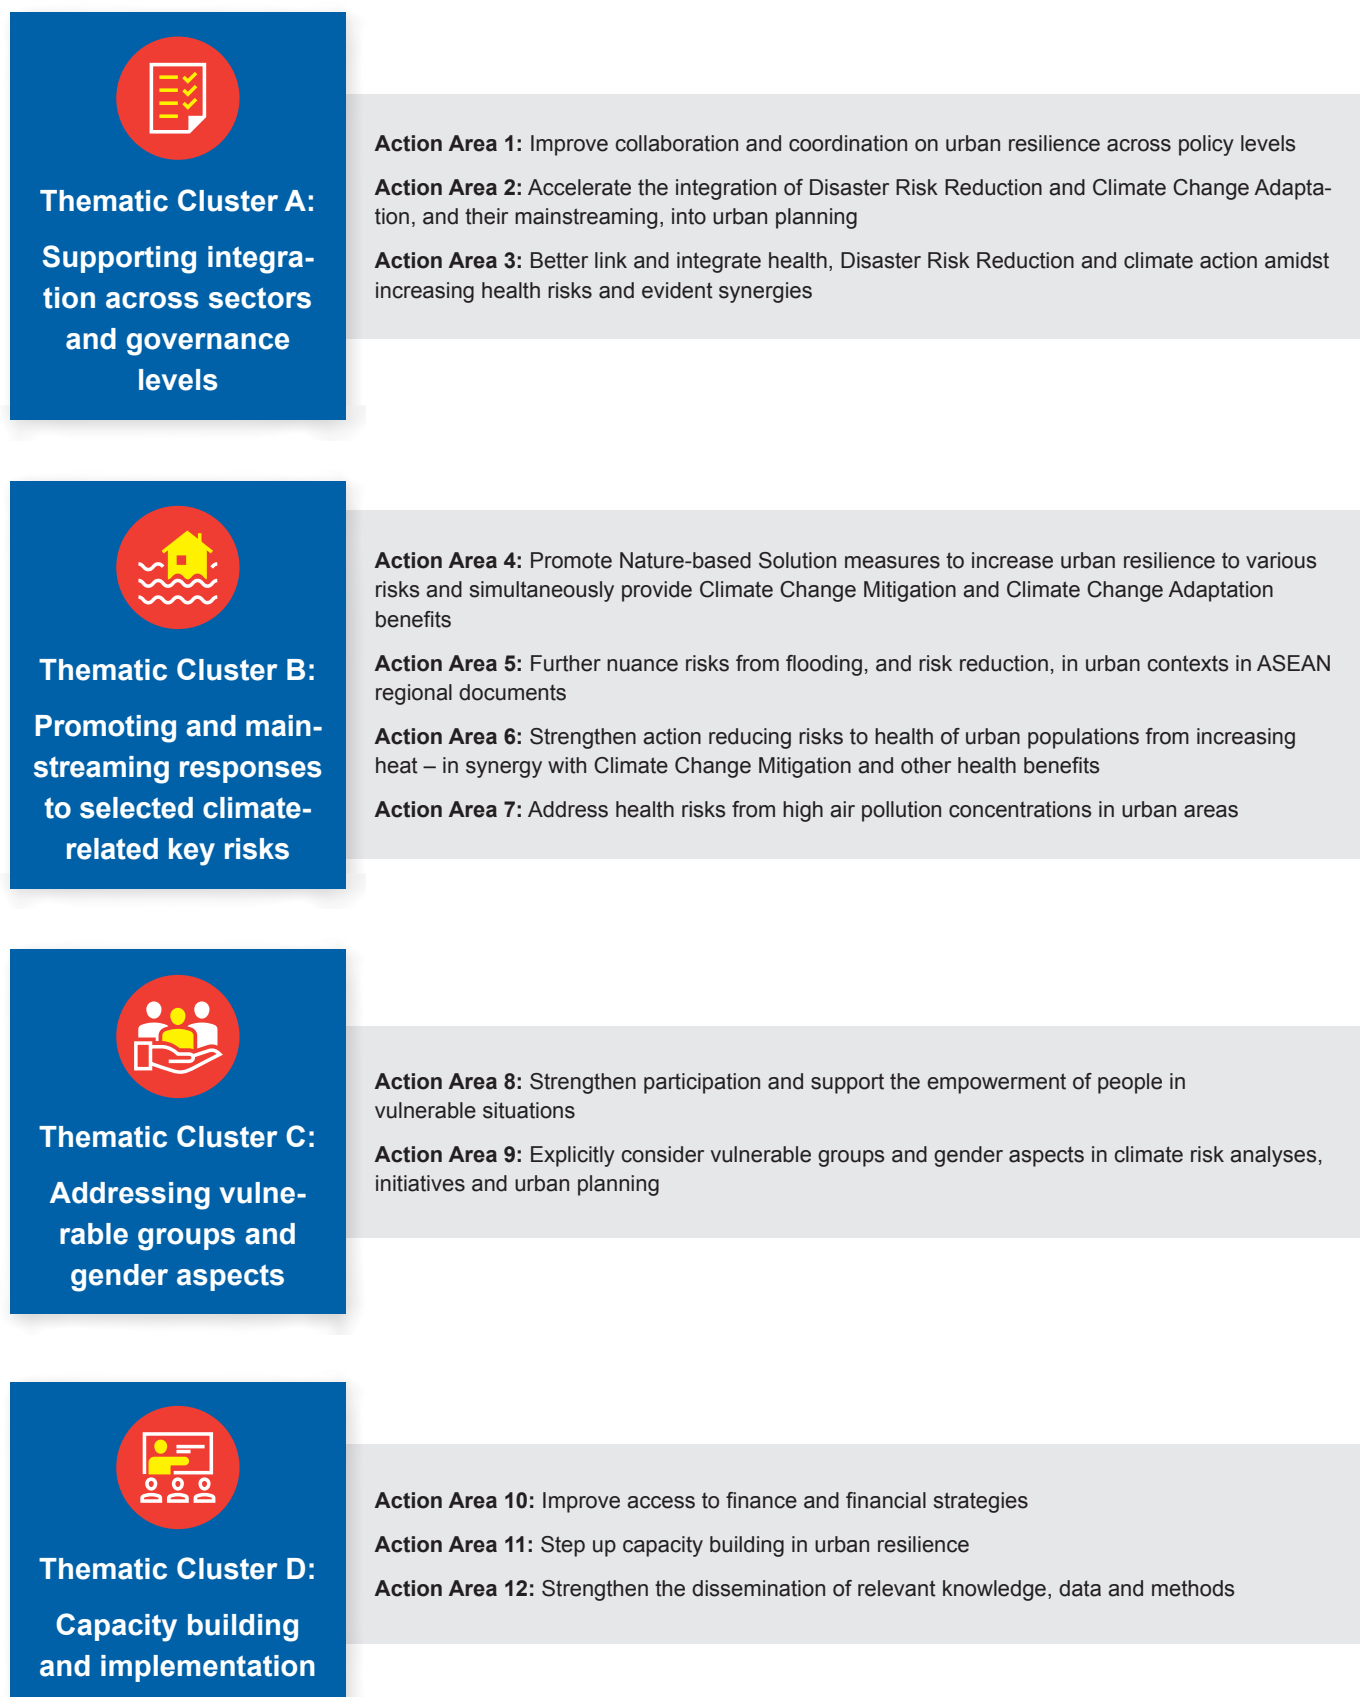 Thematic Cluster A:
Supporting integra-
tion across sectors
and governance
levels
Action Area 1: Improve collaboration and coordination on urban resilience across policy levels
Action Area 2: Accelerate the integration of Disaster Risk Reduction and Climate Change Adapta-
tion, and their mainstreaming, into urban planning
Action Area 3: Better link and integrate health, Disaster Risk Reduction and climate action amidst
increasing health risks and evident synergies
Thematic Cluster B:
Promoting and main-
streaming responses
to selected climate-
related key risks
Action Area 4: Promote Nature-based Solution measures to increase urban resilience to various
risks and simultaneously provide Climate Change Mitigation and Climate Change Adaptation
benefits
Action Area 5: Further nuance risks from flooding, and risk reduction, in urban contexts in ASEAN
regional documents
Action Area 6: Strengthen action reducing risks to health of urban populations from increasing
heat – in synergy with Climate Change Mitigation and other health benefits
Action Area 7: Address health risks from high air pollution concentrations in urban areas
Thematic Cluster C:
Addressing vulne-
rable groups and
gender aspects
Action Area 8: Strengthen participation and support the empowerment of people in
vulnerable situations
Action Area 9: Explicitly consider vulnerable groups and gender aspects in climate risk analyses,
initiatives and urban planning
Thematic Cluster D:
Capacity building
and implementation
Action Area 10: Improve access to finance and financial strategies
Action Area 11: Step up capacity building in urban resilience
Action Area 12: Strengthen the dissemination of relevant knowledge, data and methods